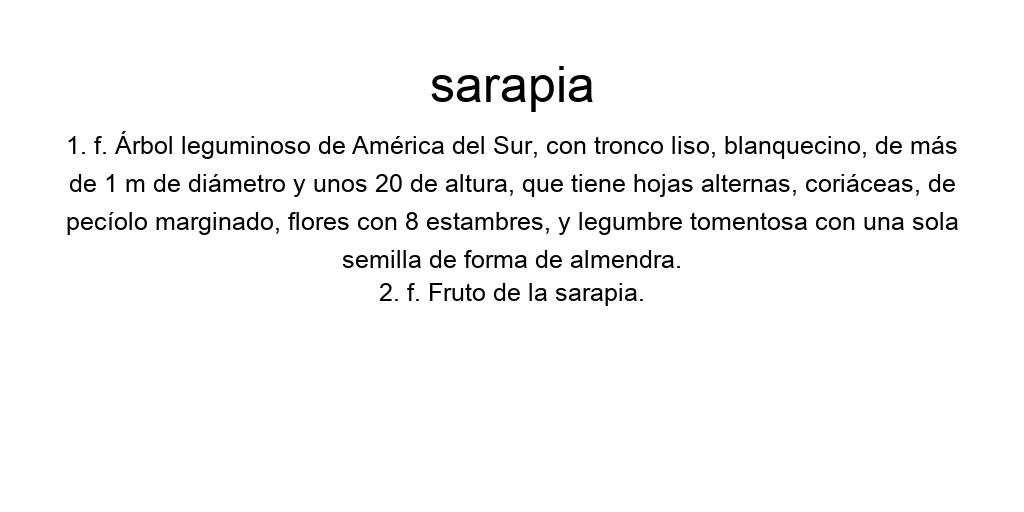 sarapia
1. f. Árbol leguminoso de América del Sur, con tronco liso, blanquecino, de más
de 1 m de diámetro y unos 20 de altura, que tiene hojas alternas, coriáceas, de
pecíolo marginado, flores con 8 estambres, y legumbre tomentosa con una sola
semilla de forma de almendra.
2. f. Fruto de la sarapia.